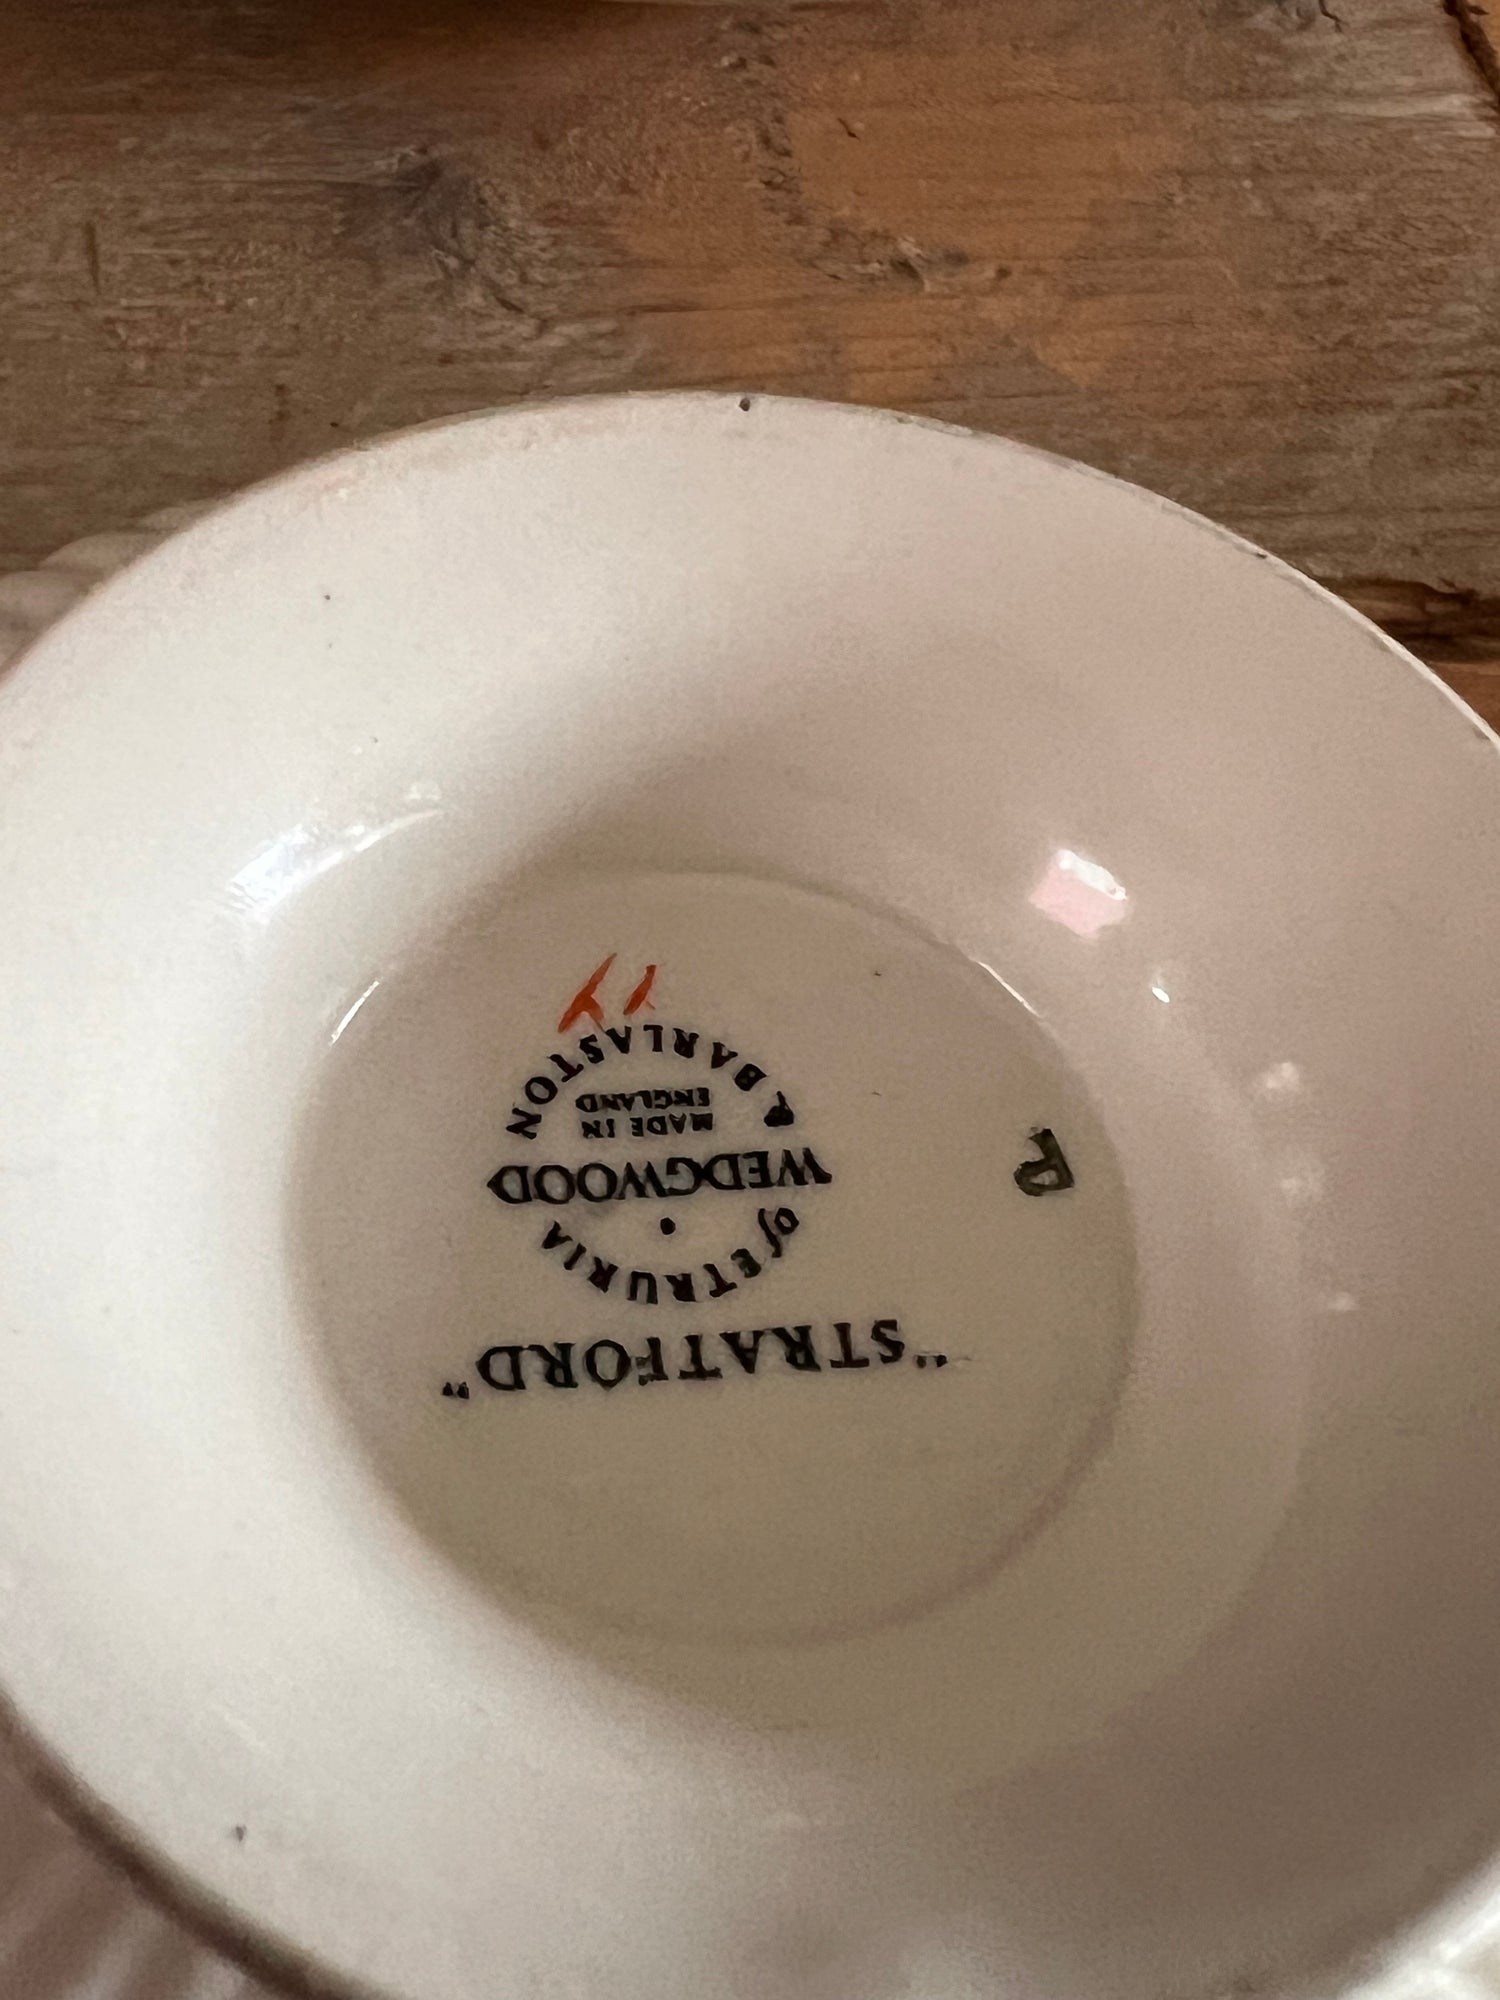 "STRATFORD"
of ETRURIA
WEDGWOOD
MADE IN
ENGLAND
& BARLASTON
P